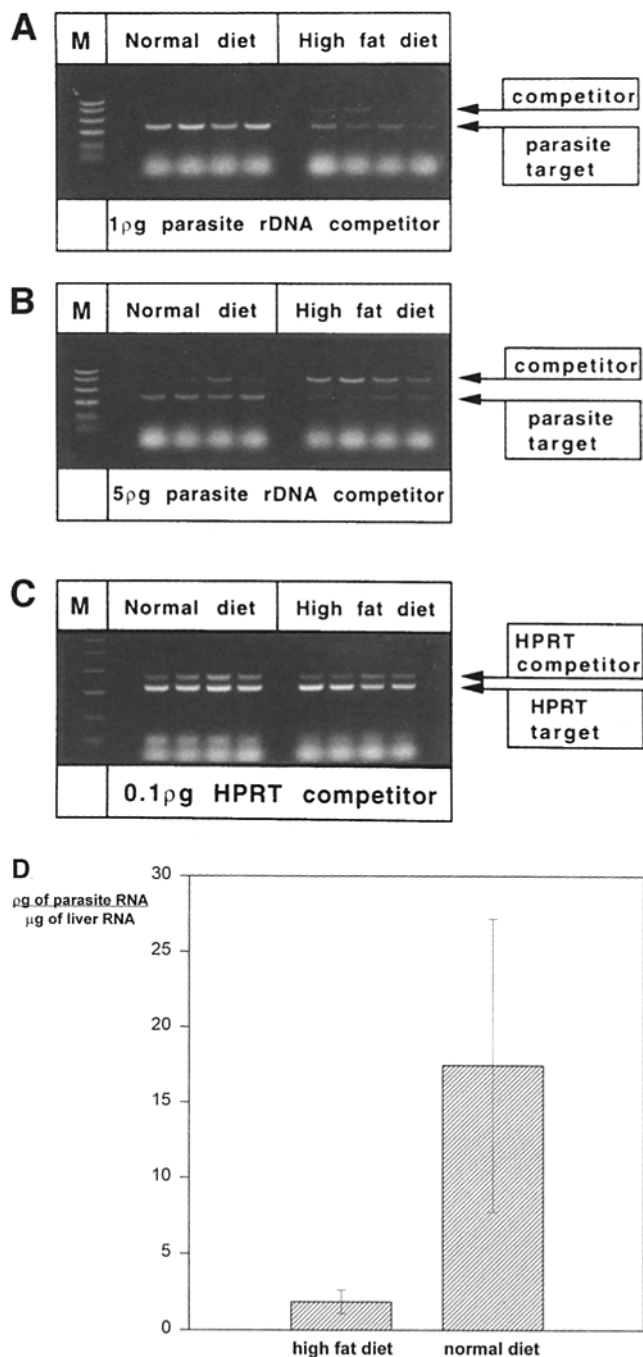 A
M Normal diet High fat diet
competitor
parasite
target
1ρg parasite rDNA competitor
B
M Normal diet High fat diet
competitor
parasite
target
5ρg parasite rDNA competitor
C
M Normal diet High fat diet
HPRT
competitor
HPRT
target
0.1ρg HPRT competitor
D
ρg of parasite RNA
μg of liver RNA
30
25
20
15
10
5
0
high fat diet normal diet